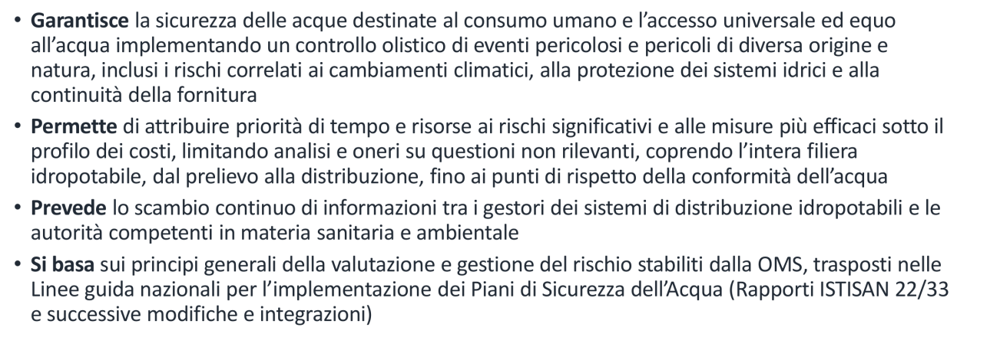 • Garantisce la sicurezza delle acque destinate al consumo umano e l’accesso universale ed equo
all’acqua implementando un controllo olistico di eventi pericolosi e pericoli di diversa origine e
natura, inclusi i rischi correlati ai cambiamenti climatici, alla protezione dei sistemi idrici e alla
continuità della fornitura
• Permette di attribuire priorità di tempo e risorse ai rischi significativi e alle misure più efficaci sotto il
profilo dei costi, limitando analisi e oneri su questioni non rilevanti, coprendo l’intera filiera
idropotabile, dal prelievo alla distribuzione, fino ai punti di rispetto della conformità dell’acqua
• Prevede lo scambio continuo di informazioni tra i gestori dei sistemi di distribuzione idropotabili e le
autorità competenti in materia sanitaria e ambientale
• Si basa sui principi generali della valutazione e gestione del rischio stabiliti dalla OMS, trasposti nelle
Linee guida nazionali per l’implementazione dei Piani di Sicurezza dell’Acqua (Rapporti ISTISAN 22/33
e successive modifiche e integrazioni)